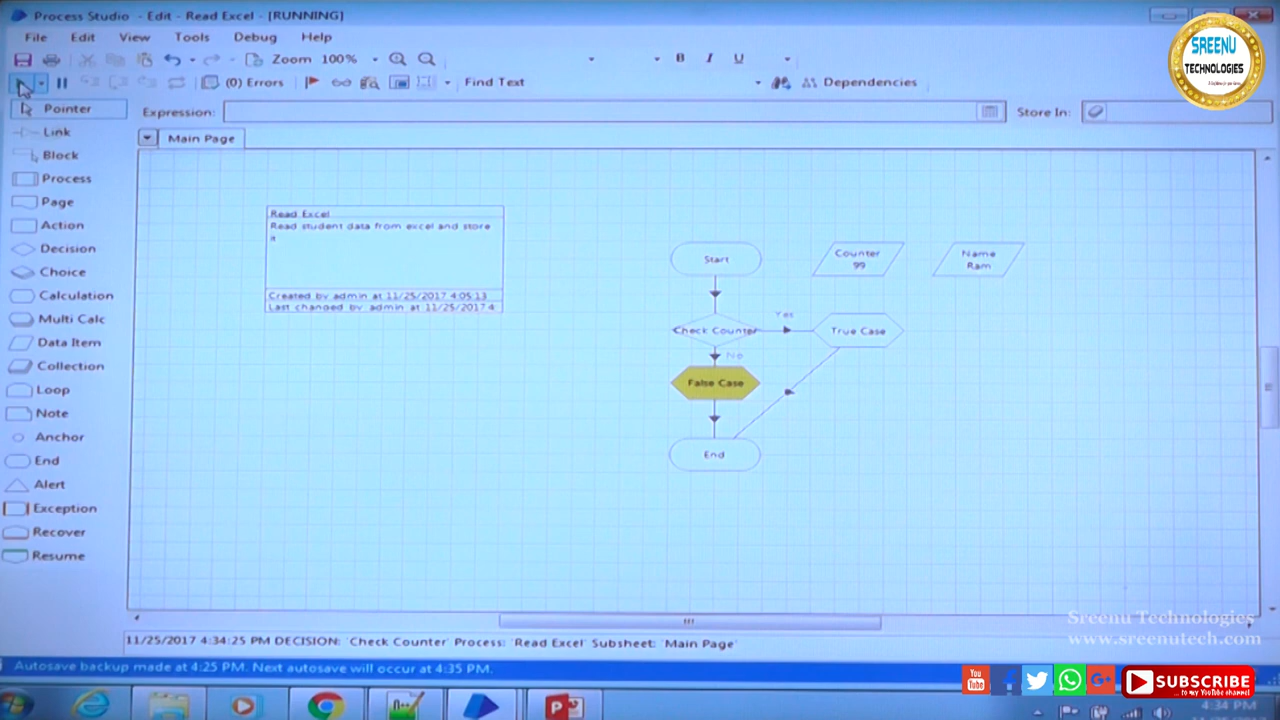 Process Studio - Edit - Read Excel - [RUNNING]
File Edit View Tools Debug Help
Zoom 100% B I U
(0) Errors Find Text Dependencies
Pointer
Expression: Store In:
Link
Main Page
Block
Process
Page
Action
Decision
Choice
Calculation
Multi Calc
Data Item
Collection
Loop
Note
Anchor
End
Alert
Exception
Recover
Resume
Read Excel
Read student data from excel and store
it
Created by admin at 11/25/2017 4:05:13
Last changed by admin at 11/25/2017 4
Start
Counter
99
Name
Ram
Yes
Check Counter
True Case
No
False Case
End
11/25/2017 4:34:25 PM DECISION: 'Check Counter' Process: 'Read Excel' Subsheet: 'Main Page'
Autosave backup made at 4:25 PM. Next autosave will occur at 4:35 PM.
4:34 PM
SREENU
TECHNOLOGIES
Sreenu Technologies
www.sreenutech.com
You
Tube
SUBSCRIBE
... to my YouTube channel